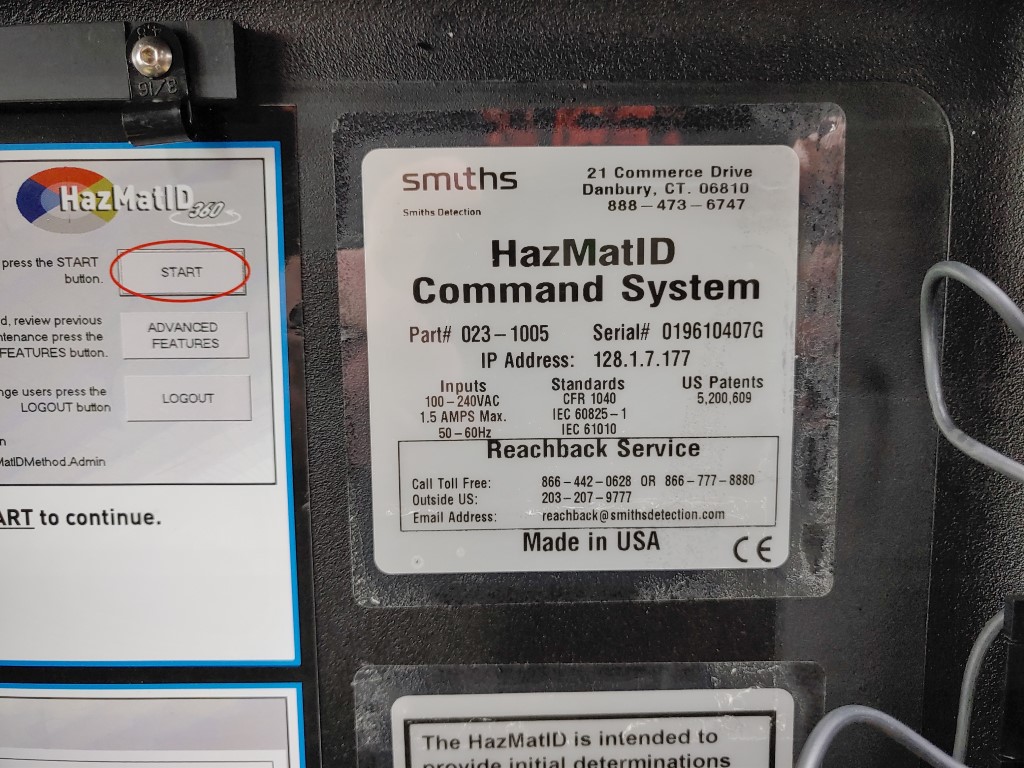 9/16
HazMatID
360
press the START
button.
START
d, review previous
ntenance press the
FEATURES button.
ADVANCED
FEATURES
nge users press the
LOGOUT button
LOGOUT
n
MatIDMethod.Admin
ART to continue.
smiths
Smiths Detection
21 Commerce Drive
Danbury, CT. 06810
888-473-6747
HazMatID
Command System
Part# 023-1005 Serial# 019610407G
IP Address: 128.1.7.177
Inputs
100-240VAC
1.5 AMPS Max.
50-60Hz
Standards
CFR 1040
IEC 60825-1
IEC 61010
US Patents
5,200,609
Reachback Service
Call Toll Free: 866-442-0628 OR 866-777-8880
Outside US: 203-207-9777
Email Address: reachback@smithsdetection.com
Made in USA CE
The HazMatID is intended to
provide initial determinations